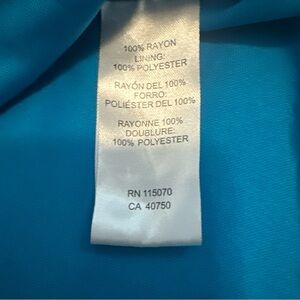 100% RAYON
LINING:
100% POLYESTER
RAYÓN DEL 100%
FORRO:
POLIÉSTER DEL 100%
RAYONNE 100%
DOUBLURE:
100% POLYESTER
RN 115070
CA 40750